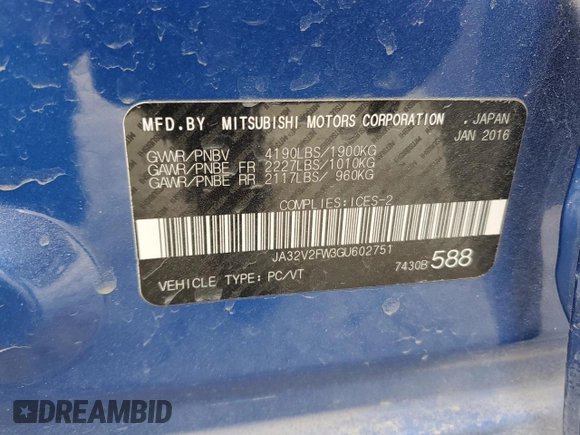 MFD.BY MITSUBISHI MOTORS CORPORATION . JAPAN
JAN 2016
GVWR/PNBV 4190LBS/1900KG
GAWR/PNBE FR 2227LBS/1010KG
GAWR/PNBE RR 2117LBS/ 960KG
COMPLIES:ICES-2
JA32V2FW3GU602751
VEHICLE TYPE: PC/VT 7430B 588
DREAMBID